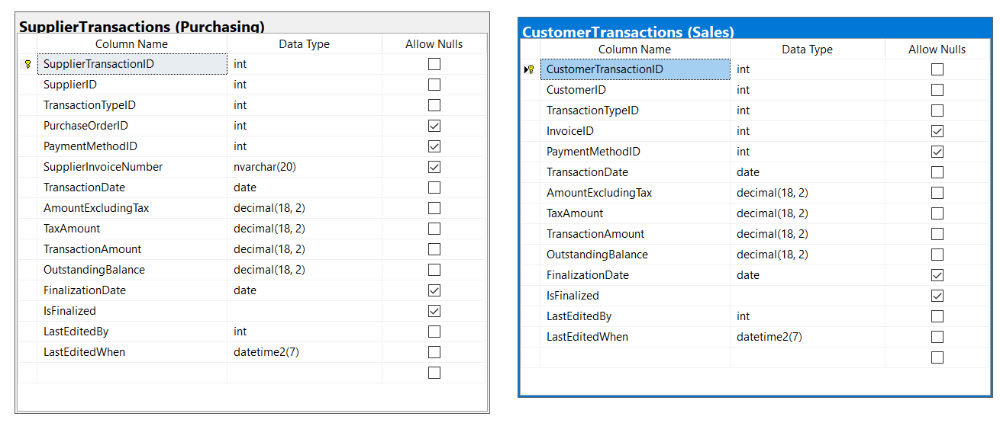 SupplierTransactions (Purchasing)
Column Name Data Type Allow Nulls
SupplierTransactionID int
SupplierID int
TransactionTypeID int
PurchaseOrderID int
PaymentMethodID int
SupplierInvoiceNumber nvarchar(20)
TransactionDate date
AmountExcludingTax decimal(18, 2)
TaxAmount decimal(18, 2)
TransactionAmount decimal(18, 2)
OutstandingBalance decimal(18, 2)
FinalizationDate date
IsFinalized
LastEditedBy int
LastEditedWhen datetime2(7)
CustomerTransactions (Sales)
Column Name Data Type Allow Nulls
CustomerTransactionID int
CustomerID int
TransactionTypeID int
InvoiceID int
PaymentMethodID int
TransactionDate date
AmountExcludingTax decimal(18, 2)
TaxAmount decimal(18, 2)
TransactionAmount decimal(18, 2)
OutstandingBalance decimal(18, 2)
FinalizationDate date
IsFinalized
LastEditedBy int
LastEditedWhen datetime2(7)